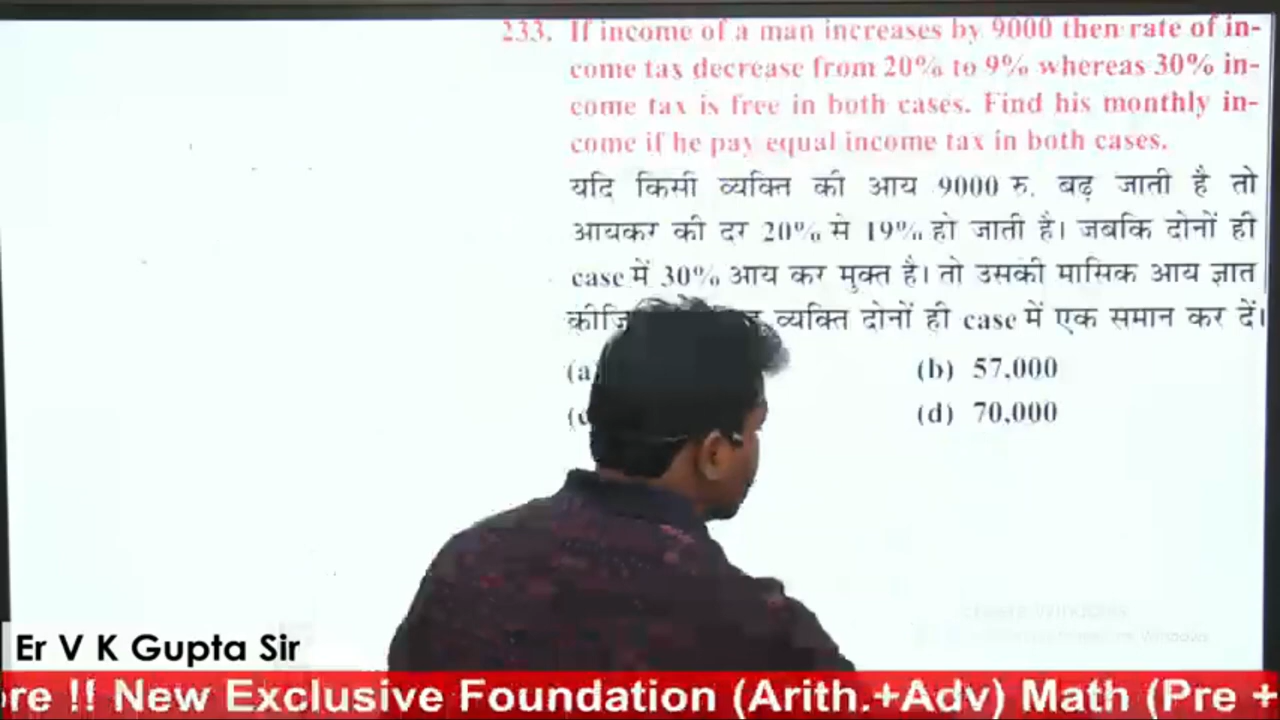 233. If income of a man increases by 9000 then rate of in-
come tax decrease from 20% to 9% whereas 30% in-
come tax is free in both cases. Find his monthly in-
come if he pay equal income tax in both cases.
यदि किसी व्यक्ति की आय 9000 रु. बढ़ जाती है तो
आयकर की दर 20% से 19% हो जाती है। जबकि दोनों ही
case में 30% आय कर मुक्त है। तो उसकी मासिक आय ज्ञात
व्यक्ति दोनों ही case में एक समान कर दें।
(b) 57,000
(d) 70,000
Er V K Gupta Sir
!! New Exclusive Foundation (Arith.+Adv) Math (Pre +